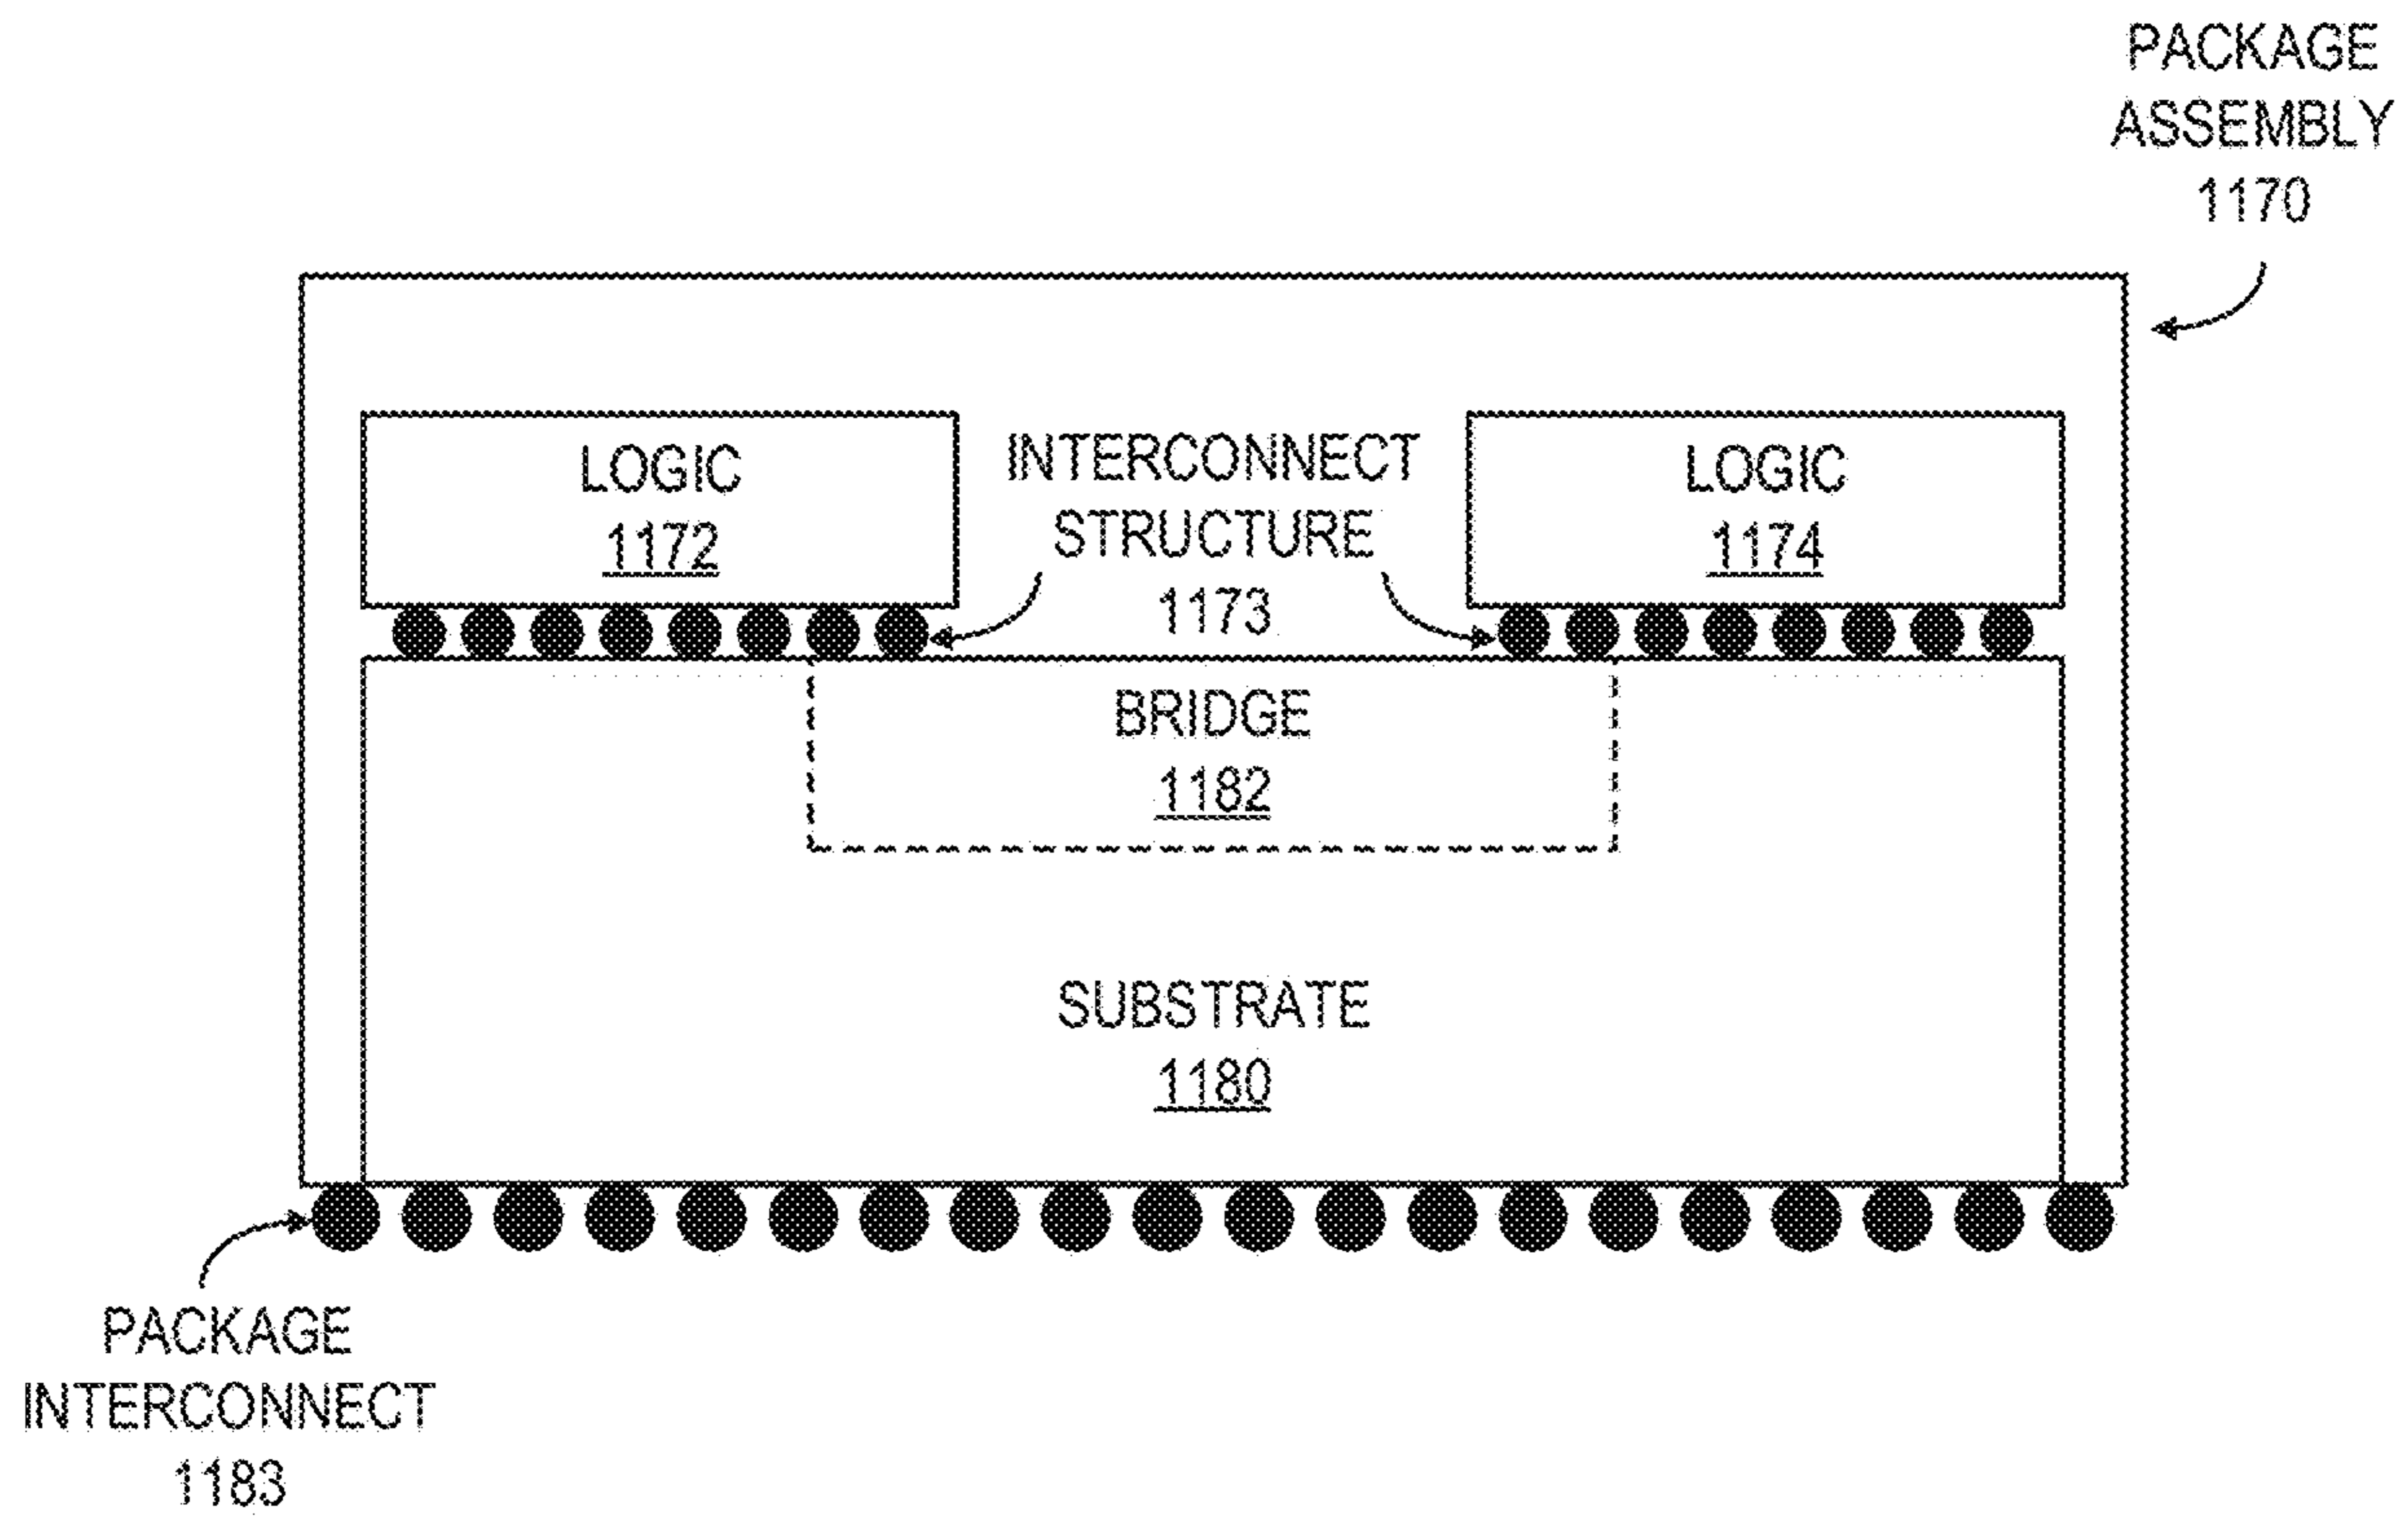 PACKAGE
ASSEMBLY
1170
LOGIC
1172
INTERCONNECT
STRUCTURE
1173
LOGIC
1174
BRIDGE
1182
SUBSTRATE
1180
PACKAGE
INTERCONNECT
1183